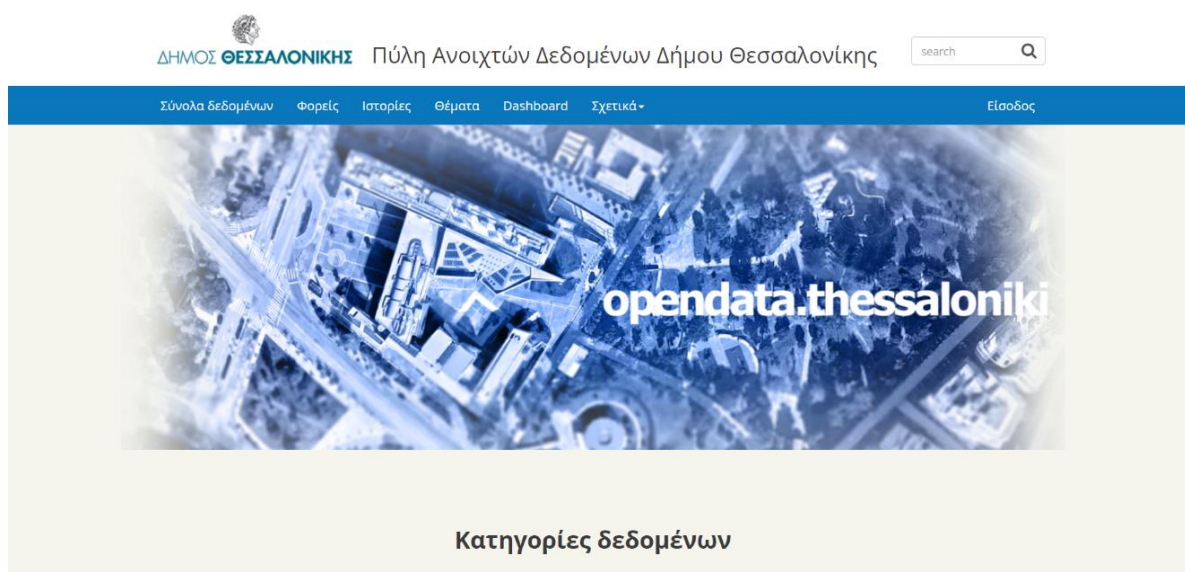 ΔΗΜΟΣ ΘΕΣΣΑΛΟΝΙΚΗΣ
Πύλη Ανοιχτών Δεδομένων Δήμου Θεσσαλονίκης
search
Σύνολα δεδομένων Φορείς Ιστορίες Θέματα Dashboard Σχετικά Είσοδος
opendata.thessaloniki
Κατηγορίες δεδομένων